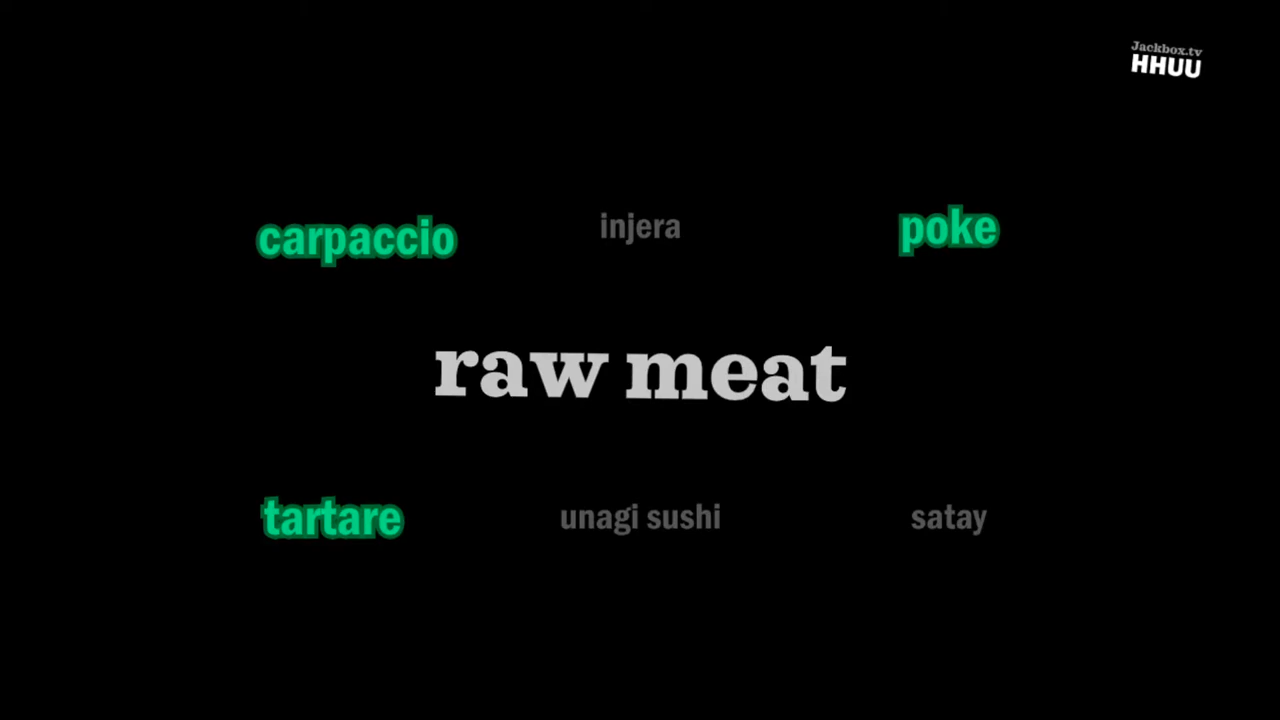 Jackbox.tv
HHUU
carpaccio
injera
poke
raw meat
tartare
unagi sushi
satay